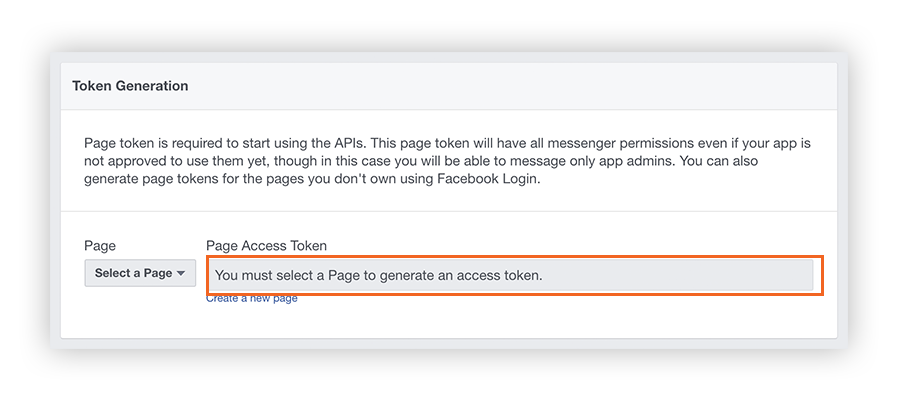 Token Generation
Page token is required to start using the APIs. This page token will have all messenger permissions even if your app is
not approved to use them yet, though in this case you will be able to message only app admins. You can also
generate page tokens for the pages you don't own using Facebook Login.
Page
Page Access Token
Select a Page
You must select a Page to generate an access token.
Create a new page